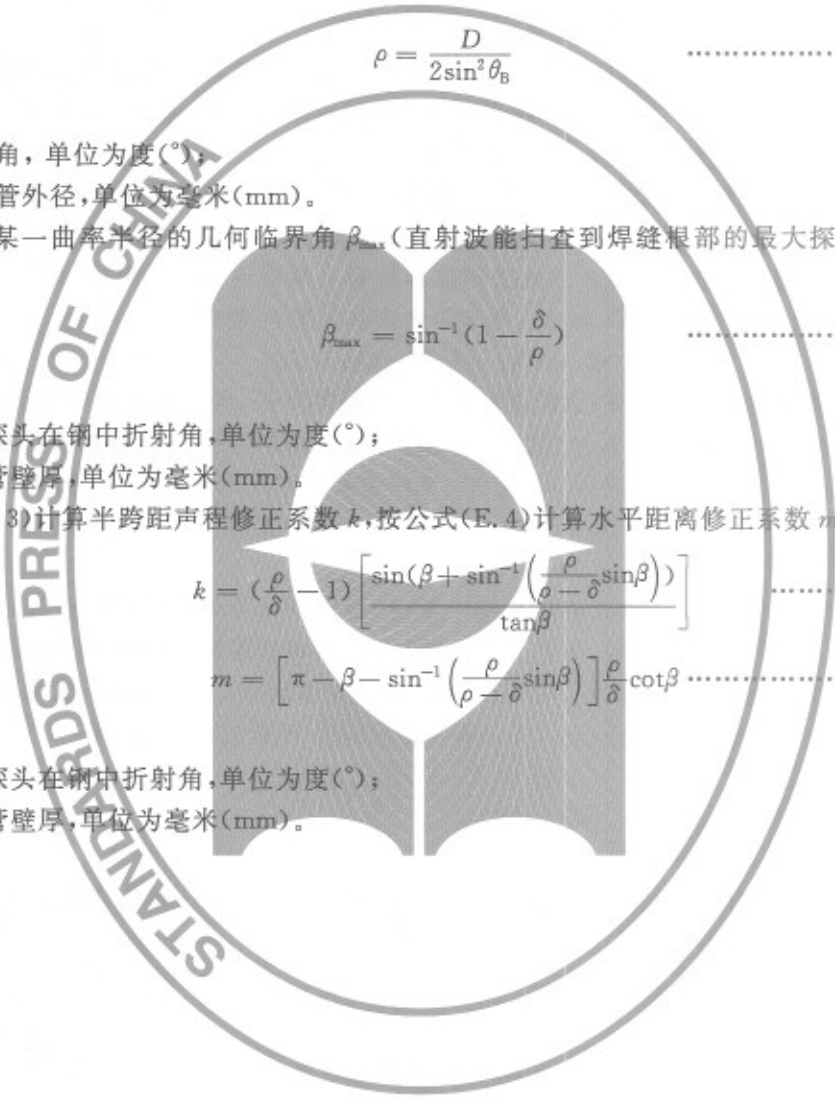 ρ = D / 2sin²θ_B ……………
角，单位为度(°)；
管外径，单位为毫米(mm)。
某一曲率半径的几何临界角 β_max(直射波能扫查到焊缝根部的最大探
β_max = sin⁻¹(1 − δ/ρ) ……………
探头在钢中折射角，单位为度(°)；
管壁厚，单位为毫米(mm)。
3)计算半跨距声程修正系数 k，按公式(E.4)计算水平距离修正系数 m
k = (ρ/δ − 1)[sin(β + sin⁻¹(ρ/(ρ − δ) sinβ)) / tanβ] ……
m = [π − β − sin⁻¹(ρ/(ρ − δ) sinβ)] ρ/δ cotβ ……………
探头在钢中折射角，单位为度(°)；
管壁厚，单位为毫米(mm)。
STANDARDS PRESS OF CHINA